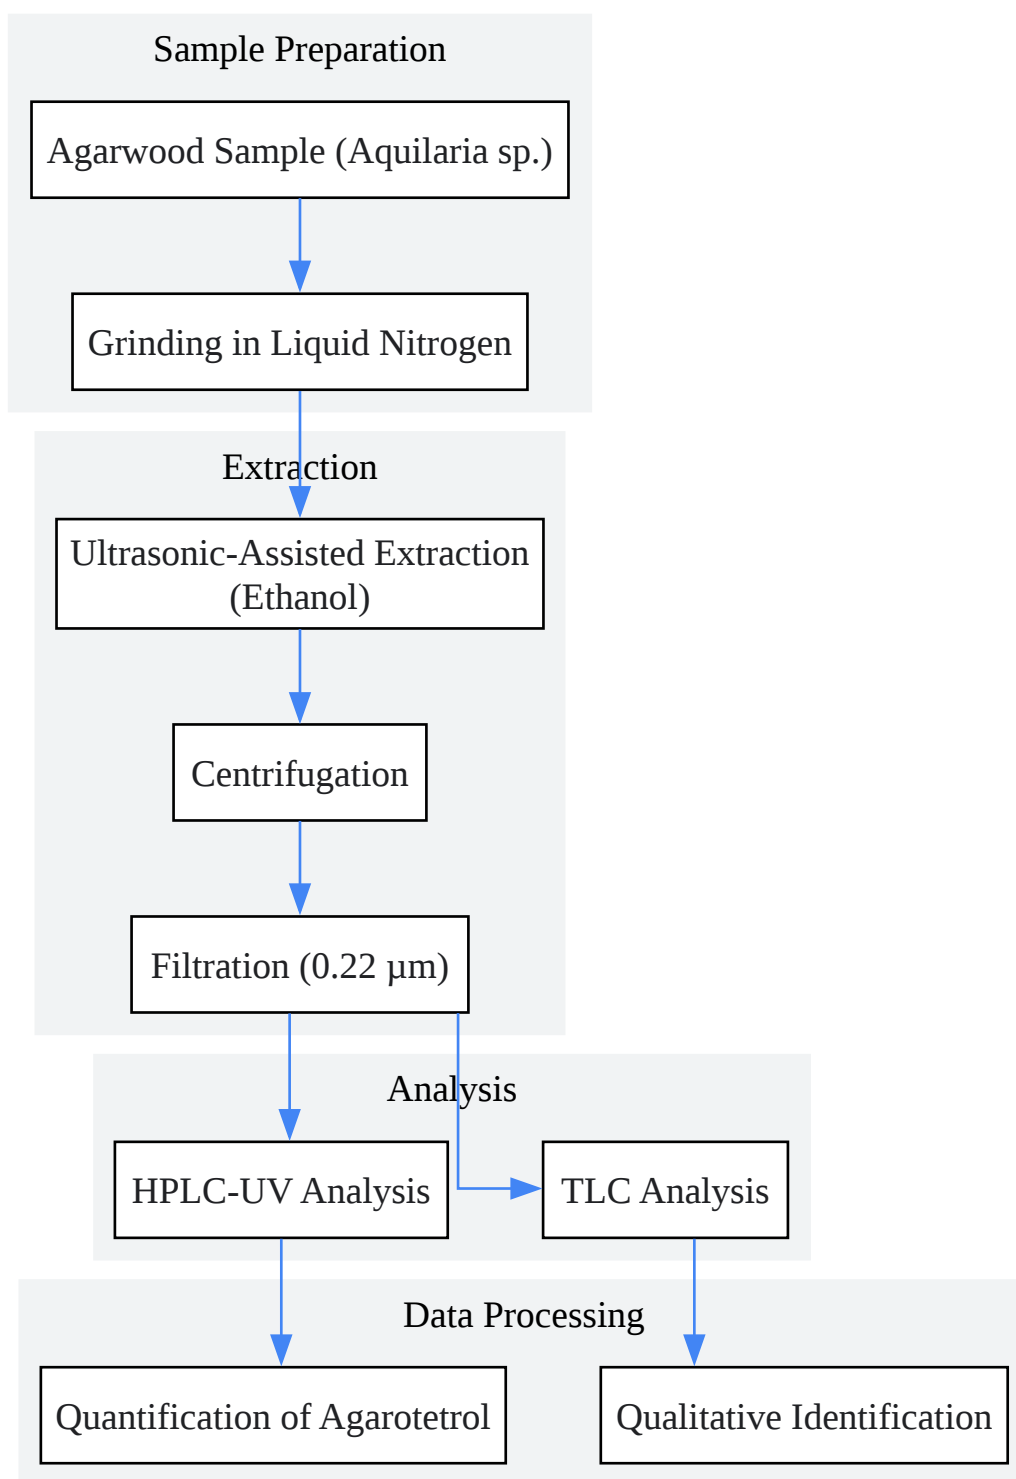 Sample Preparation
Agarwood Sample (Aquilaria sp.)
Grinding in Liquid Nitrogen
Extraction
Ultrasonic-Assisted Extraction
(Ethanol)
Centrifugation
Filtration (0.22 µm)
Analysis
HPLC-UV Analysis
TLC Analysis
Data Processing
Quantification of Agarotetrol
Qualitative Identification